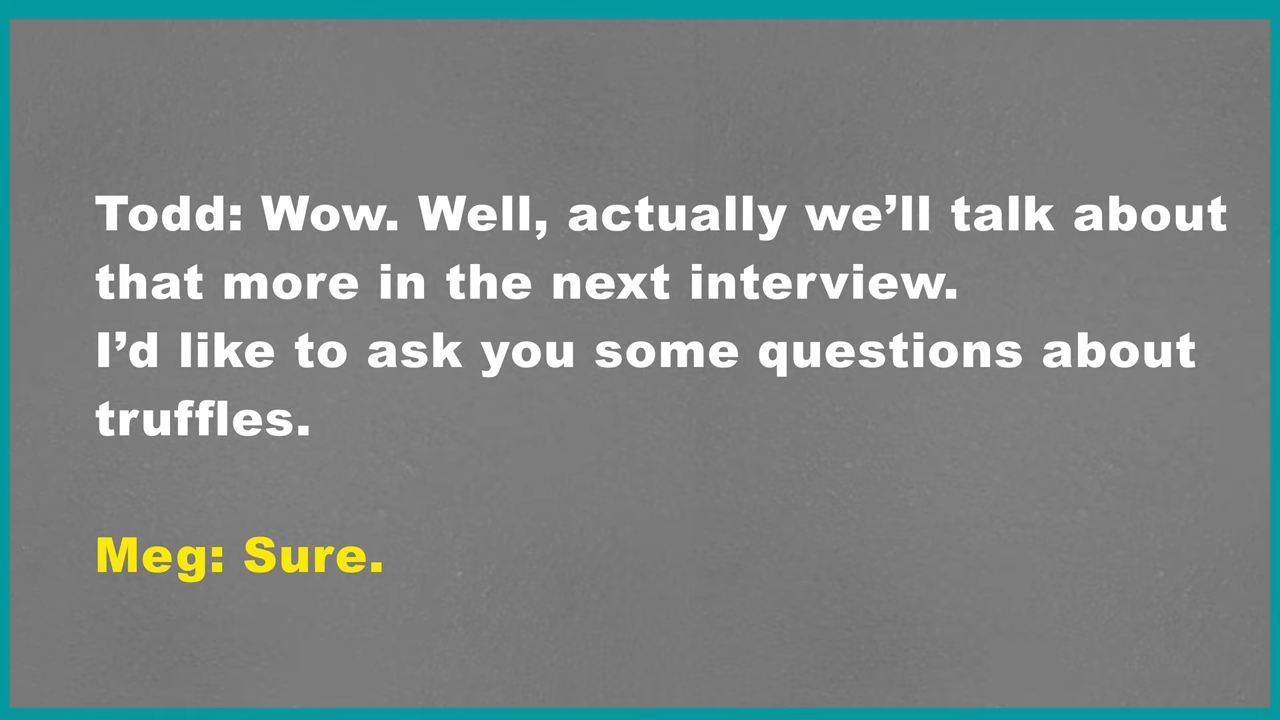 Todd: Wow. Well, actually we’ll talk about
that more in the next interview.
I’d like to ask you some questions about
truffles.
Meg: Sure.